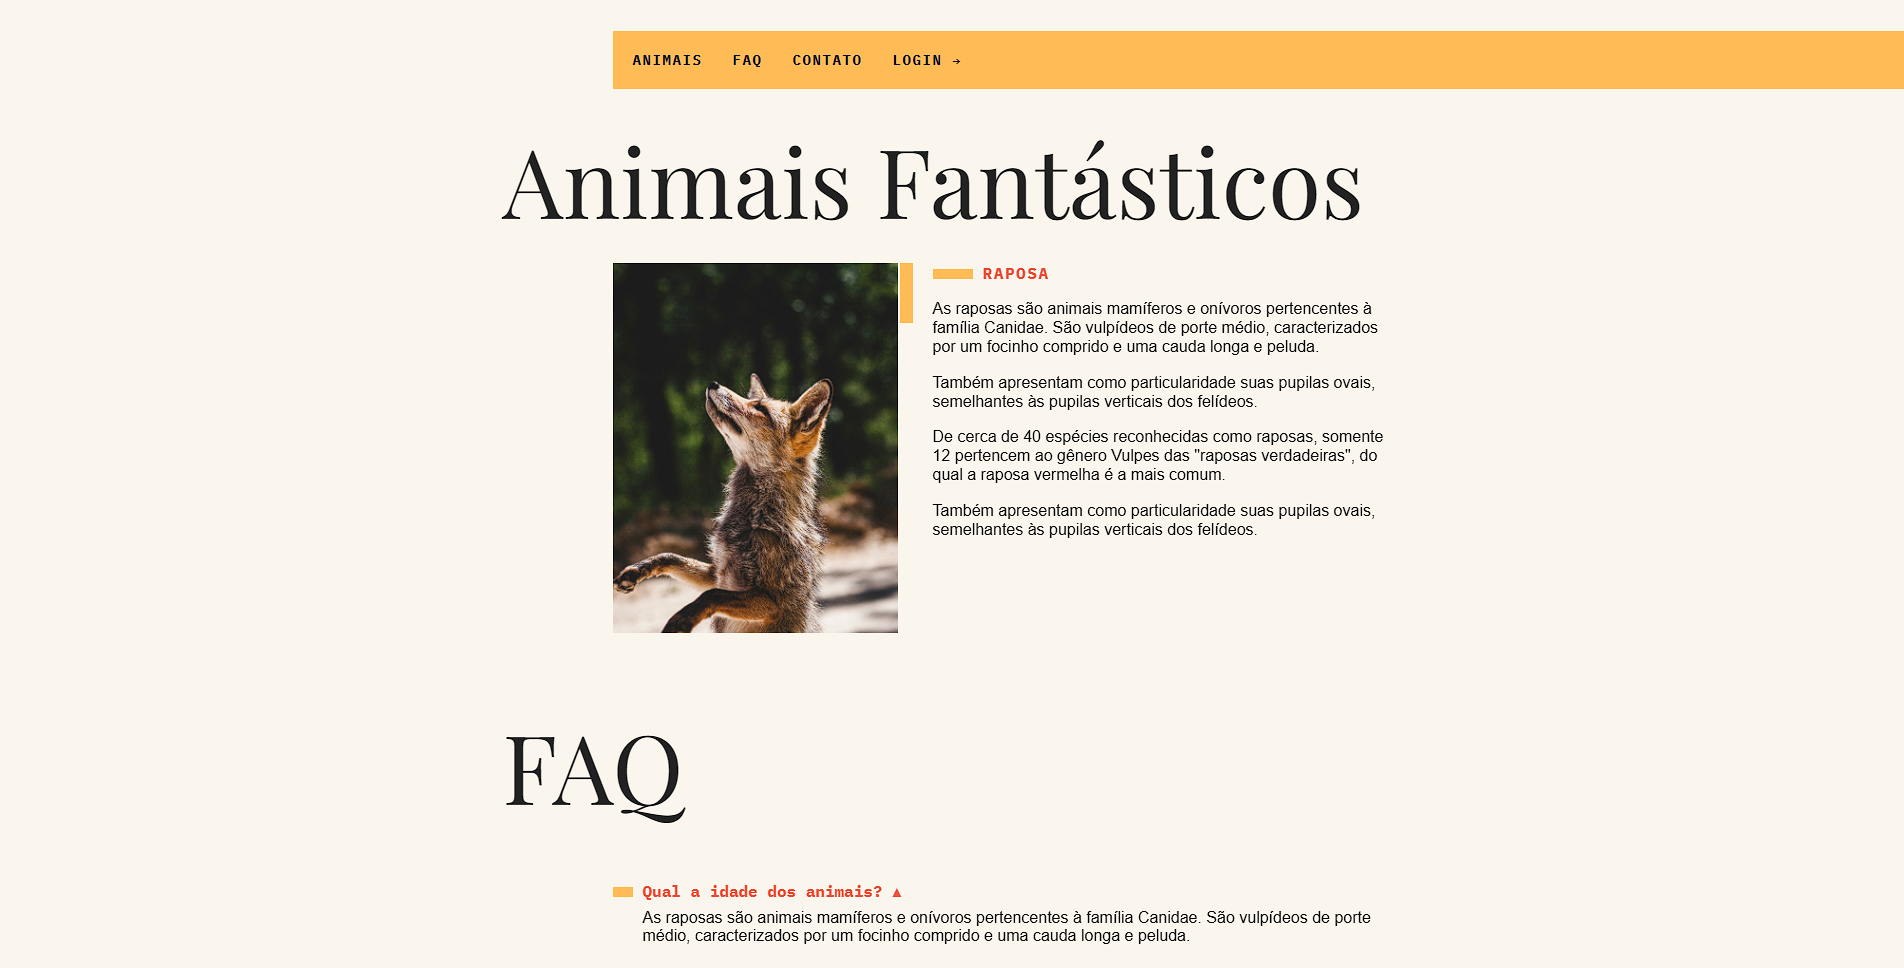 ANIMAIS FAQ CONTATO LOGIN →
Animais Fantásticos
RAPOSA
As raposas são animais mamíferos e onívoros pertencentes à
família Canidae. São vulpídeos de porte médio, caracterizados
por um focinho comprido e uma cauda longa e peluda.
Também apresentam como particularidade suas pupilas ovais,
semelhantes às pupilas verticais dos felídeos.
De cerca de 40 espécies reconhecidas como raposas, somente
12 pertencem ao gênero Vulpes das "raposas verdadeiras", do
qual a raposa vermelha é a mais comum.
Também apresentam como particularidade suas pupilas ovais,
semelhantes às pupilas verticais dos felídeos.
FAQ
Qual a idade dos animais? ▲
As raposas são animais mamíferos e onívoros pertencentes à família Canidae. São vulpídeos de porte
médio, caracterizados por um focinho comprido e uma cauda longa e peluda.